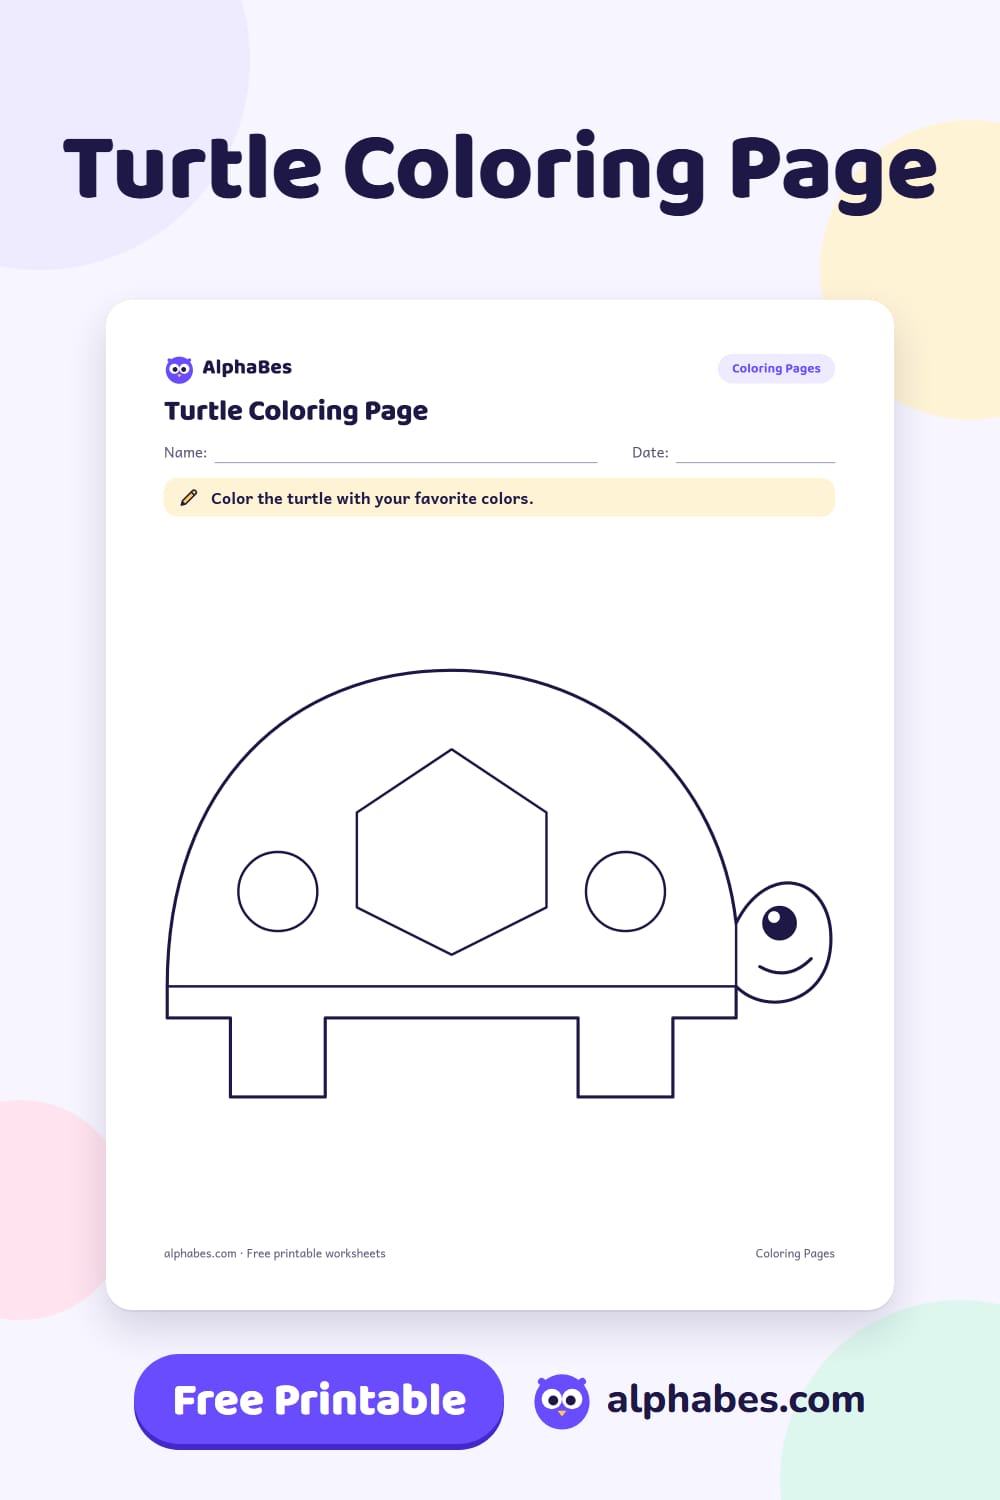 Turtle Coloring Page
AlphaBes
Coloring Pages
Turtle Coloring Page
Name:
Date:
Color the turtle with your favorite colors.
alphabes.com · Free printable worksheets
Coloring Pages
Free Printable
alphabes.com